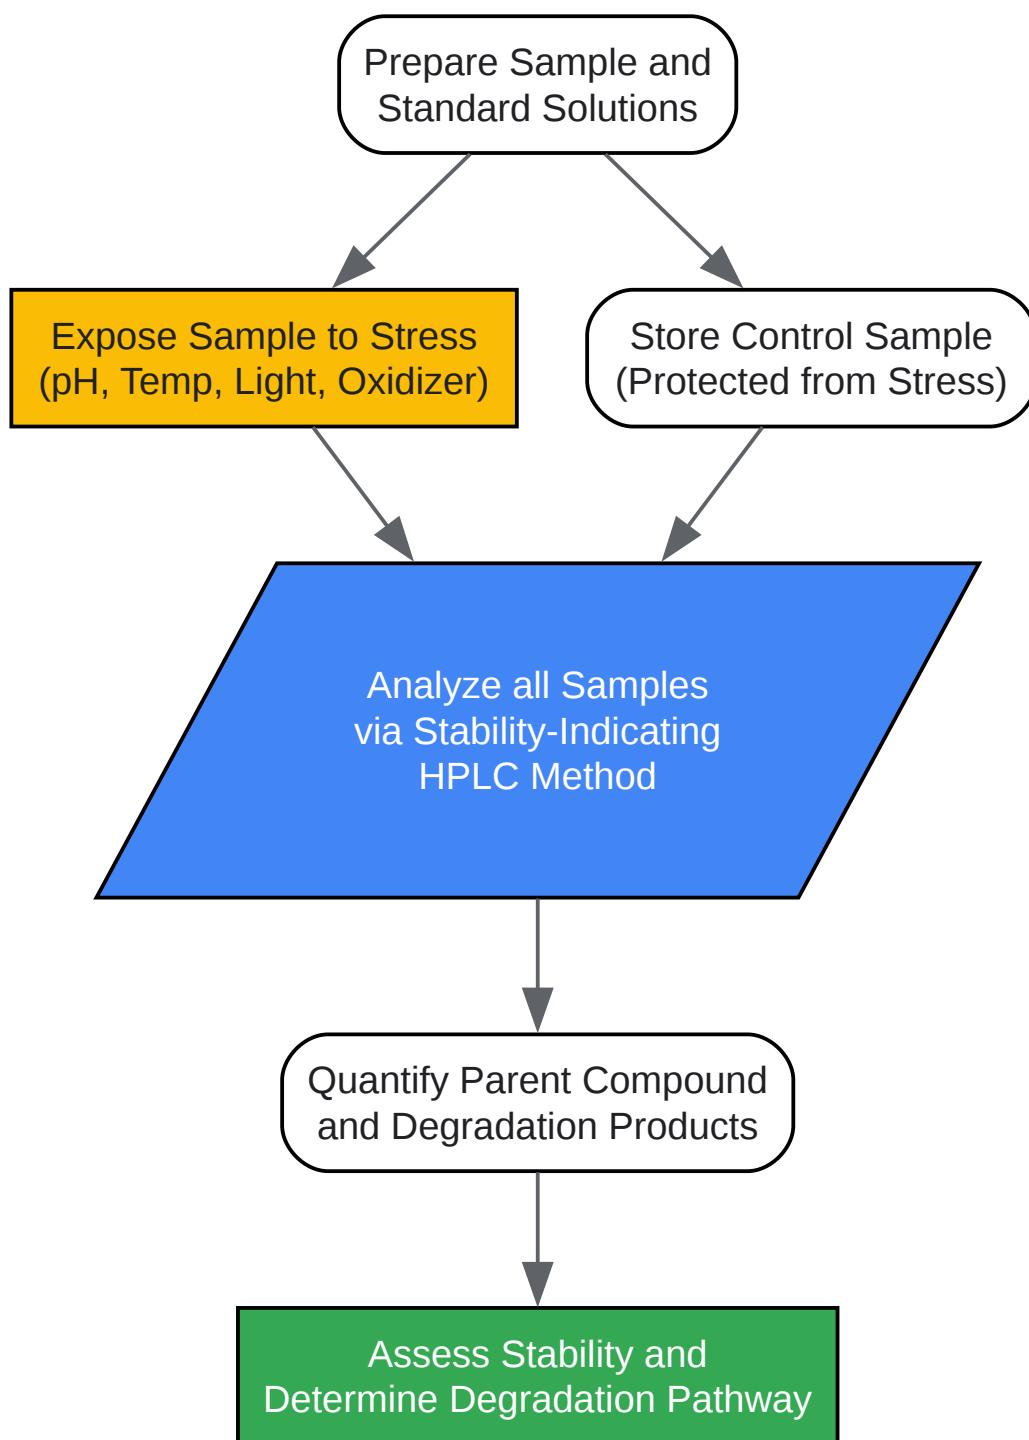 Prepare Sample and
Standard Solutions
Expose Sample to Stress
(pH, Temp, Light, Oxidizer)
Store Control Sample
(Protected from Stress)
Analyze all Samples
via Stability-Indicating
HPLC Method
Quantify Parent Compound
and Degradation Products
Assess Stability and
Determine Degradation Pathway